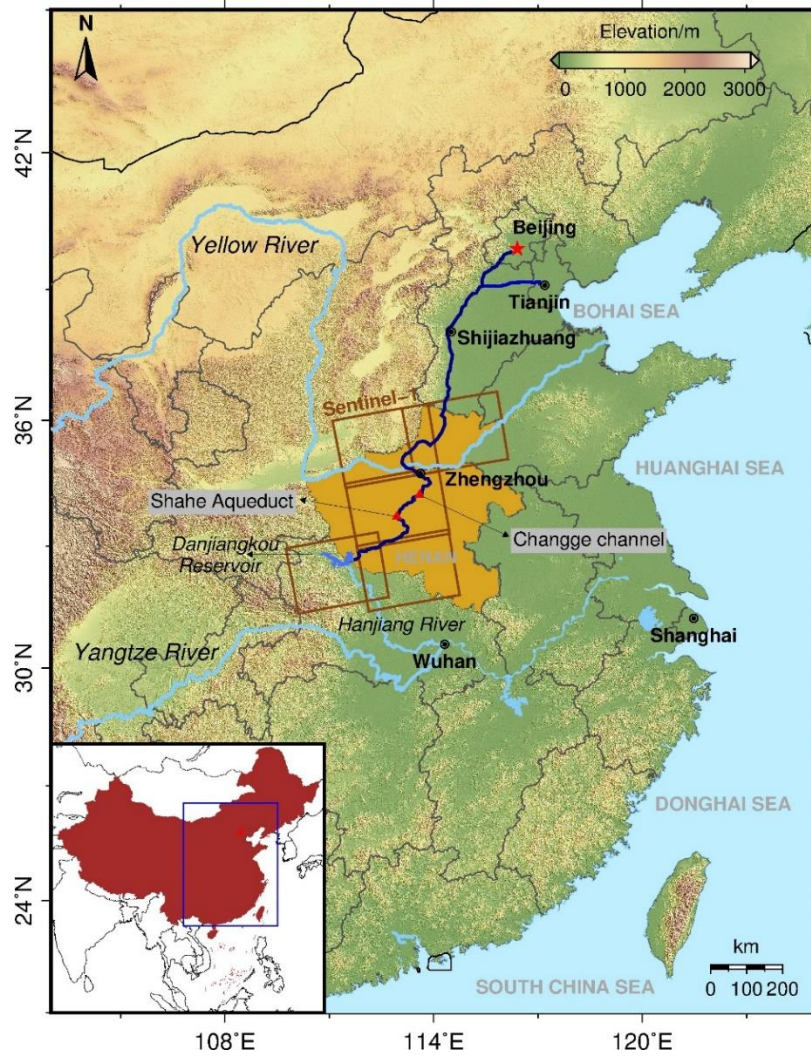 N
Elevation/m
0 1000 2000 3000
42°N
36°N
30°N
24°N
108°E
114°E
120°E
Yellow River
Beijing
Tianjin
BOHAI SEA
Shijiazhuang
Sentinel-1
HUANGHAI SEA
Zhengzhou
Shahe Aqueduct
Changge channel
Danjiangkou
Reservoir
HENAN
Hanjiang River
Shanghai
Yangtze River
Wuhan
DONGHAI SEA
km
0 100 200
SOUTH CHINA SEA